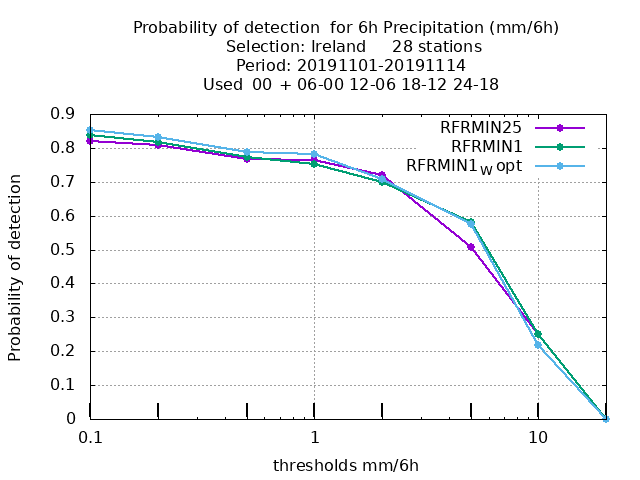 Probability of detection  for 6h Precipitation (mm/6h)
Selection: Ireland     28 stations
Period: 20191101-20191114
Used  00  + 06-00 12-06 18-12 24-18
RFRMIN25
RFRMIN1
RFRMIN1w opt
Probability of detection
0.9
0.8
0.7
0.6
0.5
0.4
0.3
0.2
0.1
0
0.1 1 10
thresholds mm/6h